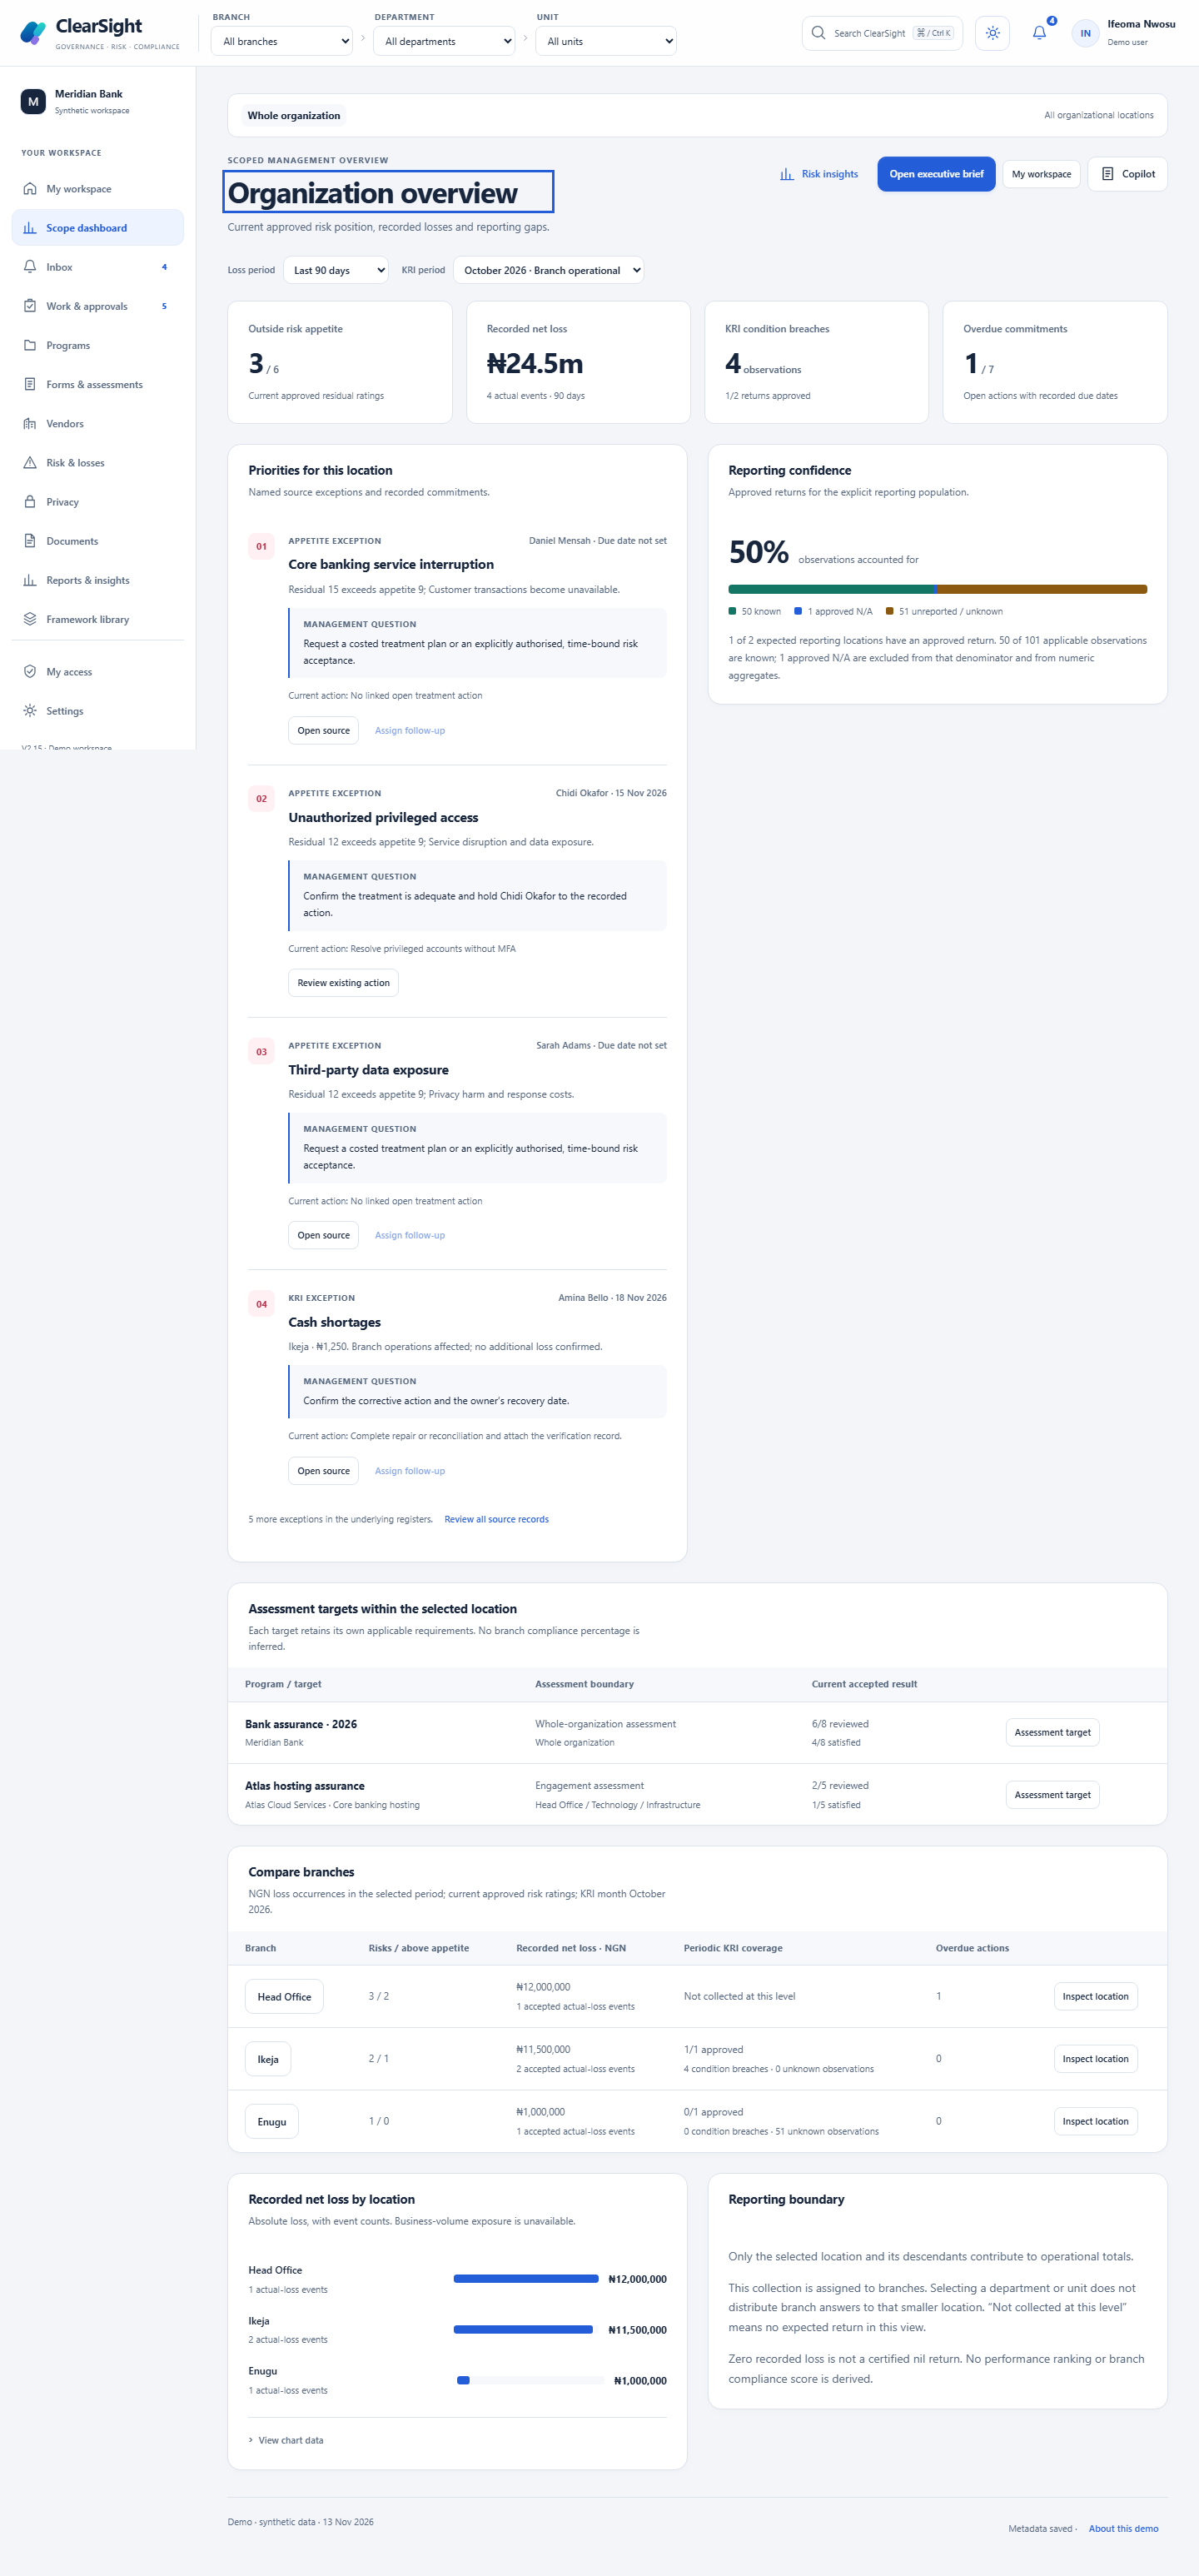 ClearSight
GOVERNANCE · RISK · COMPLIANCE
BRANCH
All branches
DEPARTMENT
All departments
UNIT
All units
Search ClearSight
⌘ / Ctrl K
4
IN
Ifeoma Nwosu
Demo user
M
Meridian Bank
Synthetic workspace
YOUR WORKSPACE
My workspace
Scope dashboard
Inbox 4
Work & approvals 5
Programs
Forms & assessments
Vendors
Risk & losses
Privacy
Documents
Reports & insights
Framework library
My access
Settings
V2.15 · Demo workspace
Whole organization
All organizational locations
SCOPED MANAGEMENT OVERVIEW
Organization overview
Current approved risk position, recorded losses and reporting gaps.
Risk insights
Open executive brief
My workspace
Copilot
Loss period
Last 90 days
KRI period
October 2026 · Branch operational
Outside risk appetite
3 / 6
Current approved residual ratings
Recorded net loss
₦24.5m
4 actual events · 90 days
KRI condition breaches
4 observations
1/2 returns approved
Overdue commitments
1 / 7
Open actions with recorded due dates
Priorities for this location
Named source exceptions and recorded commitments.
01
APPETITE EXCEPTION
Daniel Mensah · Due date not set
Core banking service interruption
Residual 15 exceeds appetite 9; Customer transactions become unavailable.
MANAGEMENT QUESTION
Request a costed treatment plan or an explicitly authorised, time-bound risk
acceptance.
Current action: No linked open treatment action
Open source
Assign follow-up
02
APPETITE EXCEPTION
Chidi Okafor · 15 Nov 2026
Unauthorized privileged access
Residual 12 exceeds appetite 9; Service disruption and data exposure.
MANAGEMENT QUESTION
Confirm the treatment is adequate and hold Chidi Okafor to the recorded
action.
Current action: Resolve privileged accounts without MFA
Review existing action
03
APPETITE EXCEPTION
Sarah Adams · Due date not set
Third-party data exposure
Residual 12 exceeds appetite 9; Privacy harm and response costs.
MANAGEMENT QUESTION
Request a costed treatment plan or an explicitly authorised, time-bound risk
acceptance.
Current action: No linked open treatment action
Open source
Assign follow-up
04
KRI EXCEPTION
Amina Bello · 18 Nov 2026
Cash shortages
Ikeja · ₦1,250. Branch operations affected; no additional loss confirmed.
MANAGEMENT QUESTION
Confirm the corrective action and the owner's recovery date.
Current action: Complete repair or reconciliation and attach the verification record.
Open source
Assign follow-up
5 more exceptions in the underlying registers.
Review all source records
Reporting confidence
Approved returns for the explicit reporting population.
50% observations accounted for
50 known
1 approved N/A
51 unreported / unknown
1 of 2 expected reporting locations have an approved return. 50 of 101 applicable observations
are known; 1 approved N/A are excluded from that denominator and from numeric
aggregates.
Assessment targets within the selected location
Each target retains its own applicable requirements. No branch compliance percentage is
inferred.
Program / target
Assessment boundary
Current accepted result
Bank assurance · 2026
Meridian Bank
Whole-organization assessment
Whole organization
6/8 reviewed
4/8 satisfied
Assessment target
Atlas hosting assurance
Atlas Cloud Services · Core banking hosting
Engagement assessment
Head Office / Technology / Infrastructure
2/5 reviewed
1/5 satisfied
Assessment target
Compare branches
NGN loss occurrences in the selected period; current approved risk ratings; KRI month October
2026.
Branch
Risks / above appetite
Recorded net loss · NGN
Periodic KRI coverage
Overdue actions
Head Office
3 / 2
₦12,000,000
1 accepted actual-loss events
Not collected at this level
1
Inspect location
Ikeja
2 / 1
₦11,500,000
2 accepted actual-loss events
1/1 approved
4 condition breaches · 0 unknown observations
0
Inspect location
Enugu
1 / 0
₦1,000,000
1 accepted actual-loss events
0/1 approved
0 condition breaches · 51 unknown observations
0
Inspect location
Recorded net loss by location
Absolute loss, with event counts. Business-volume exposure is unavailable.
Head Office
1 actual-loss events
₦12,000,000
Ikeja
2 actual-loss events
₦11,500,000
Enugu
1 actual-loss events
₦1,000,000
View chart data
Reporting boundary
Only the selected location and its descendants contribute to operational totals.
This collection is assigned to branches. Selecting a department or unit does not
distribute branch answers to that smaller location. “Not collected at this level”
means no expected return in this view.
Zero recorded loss is not a certified nil return. No performance ranking or branch
compliance score is derived.
Demo · synthetic data · 13 Nov 2026
Metadata saved ·
About this demo